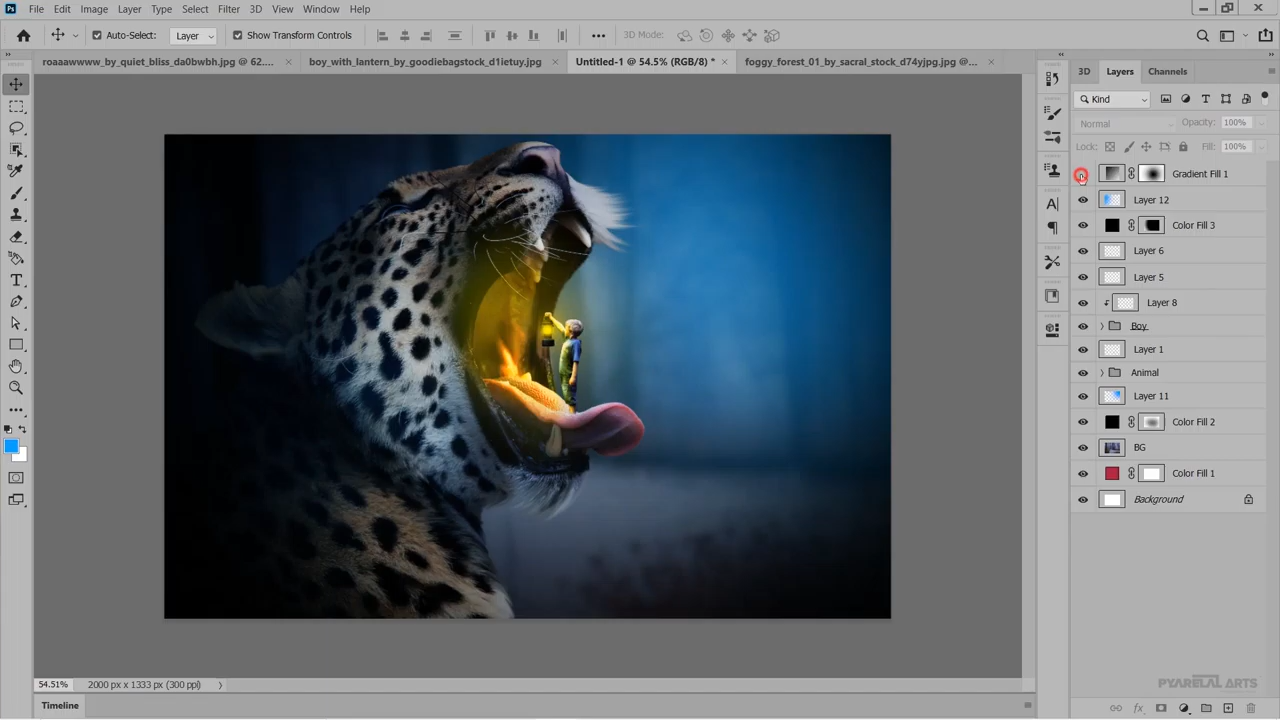 Ps File Edit Image Layer Type Select Filter 3D View Window Help
Auto-Select: Layer Show Transform Controls 3D Mode:
roaaawwww_by_quiet_bliss_da0bwbh.jpg @ 62.... × boy_with_lantern_by_goodiebagstock_d1ietuy.jpg × Untitled-1 @ 54.5% (RGB/8) * × foggy_forest_01_by_sacral_stock_d74yjpg.jpg @... ×
3D Layers Channels
Kind
Normal Opacity: 100%
Lock: Fill: 100%
Gradient Fill 1
Layer 12
Color Fill 3
Layer 6
Layer 5
Layer 8
Boy
Layer 1
Animal
Layer 11
Color Fill 2
BG
Color Fill 1
Background
PYARELAL ARTS
54.51% 2000 px x 1333 px (300 ppi)
Timeline